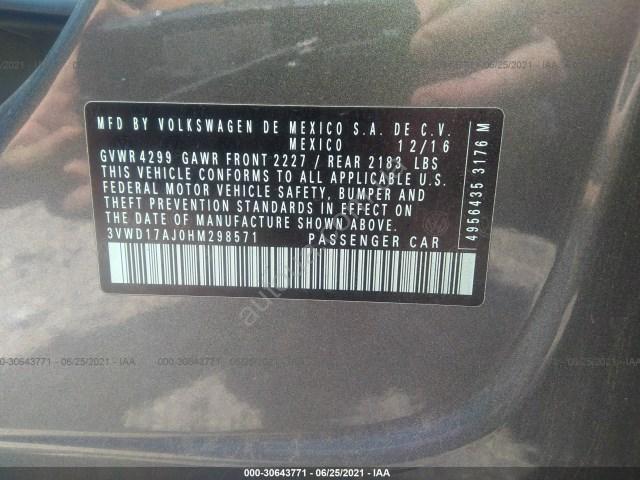 000-30643771 - 06/25/2021 - IAA
MFD BY VOLKSWAGEN DE MEXICO S.A. DE C.V.
MEXICO 12/16
GVWR 4299 GAWR FRONT 2227 / REAR 2183 LBS
THIS VEHICLE CONFORMS TO ALL APPLICABLE U.S.
FEDERAL MOTOR VEHICLE SAFETY, BUMPER AND
THEFT PREVENTION STANDARDS IN EFFECT ON
THE DATE OF MANUFACTURE SHOWN ABOVE.
3VWD17AJ0HM298571 PASSENGER CAR
4956435 3176 M
000-30643771 - 06/25/2021 - IAA